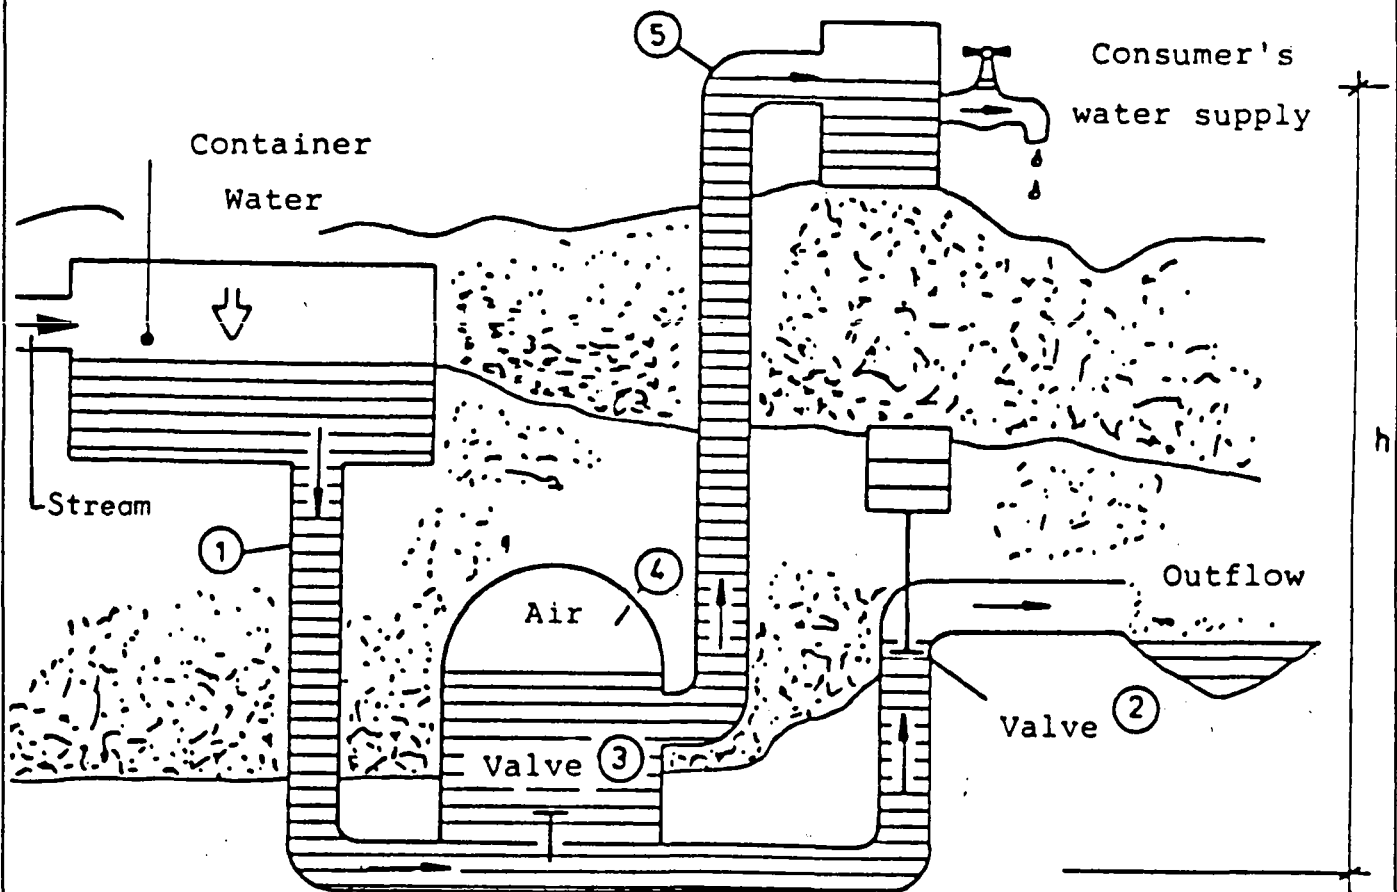 5
Consumer's
water supply
Container
Water
h
Stream
1
4
Air
Outflow
Valve 2
Valve 3